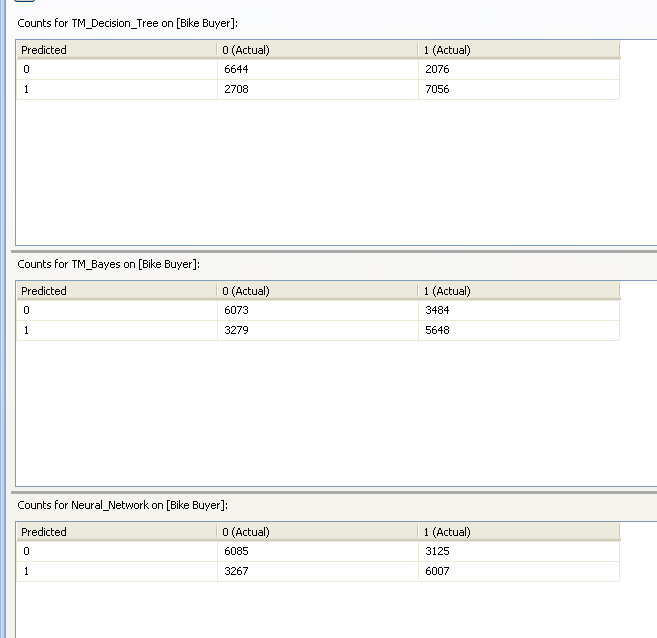 Counts for TM_Decision_Tree on [Bike Buyer]:
Predicted 0 (Actual) 1 (Actual)
0 6644 2076
1 2708 7056
Counts for TM_Bayes on [Bike Buyer]:
Predicted 0 (Actual) 1 (Actual)
0 6073 3484
1 3279 5648
Counts for Neural_Network on [Bike Buyer]:
Predicted 0 (Actual) 1 (Actual)
0 6085 3125
1 3267 6007